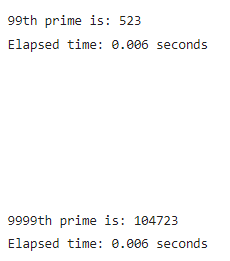 99th prime is: 523
Elapsed time: 0.006 seconds
9999th prime is: 104723
Elapsed time: 0.006 seconds